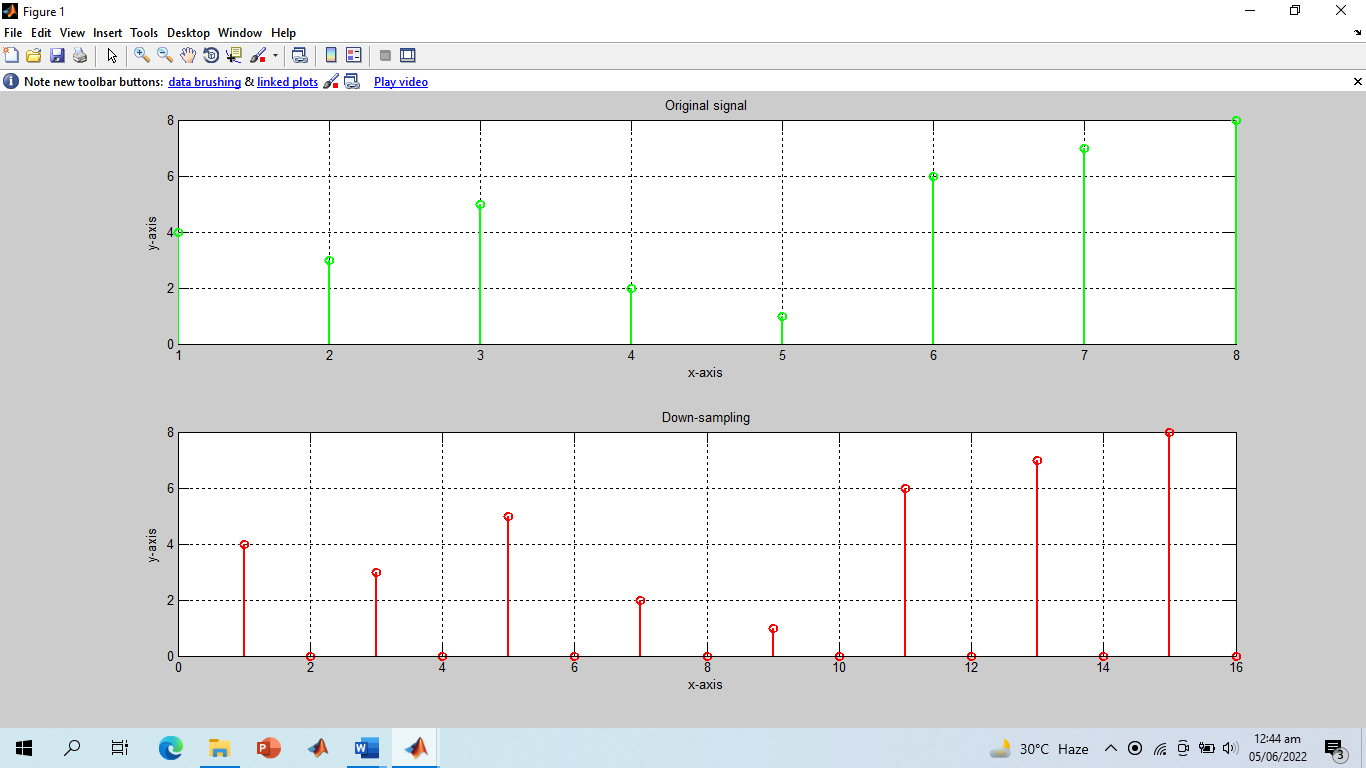 Figure 1
File Edit View Insert Tools Desktop Window Help
Note new toolbar buttons: data brushing & linked plots Play video
Original signal
8
6
4
2
0
y-axis
1 2 3 4 5 6 7 8
x-axis
Down-sampling
8
6
4
2
0
y-axis
0 2 4 6 8 10 12 14 16
x-axis
30°C Haze
12:44 am
05/06/2022
3